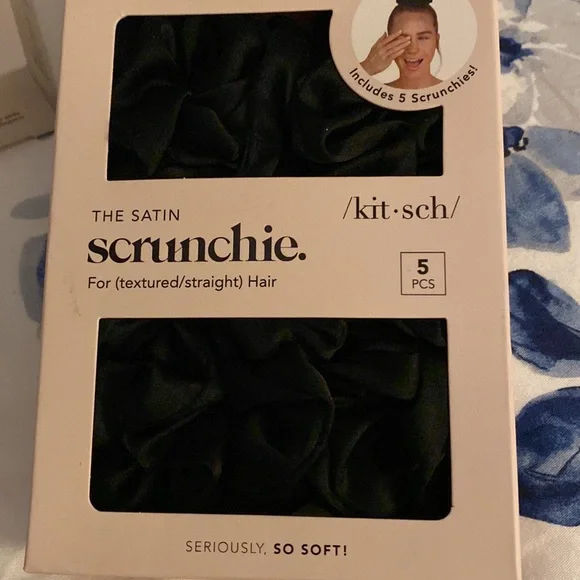 Includes 5 Scrunchies!
/kit·sch/
THE SATIN
scrunchie.
For (textured/straight) Hair
5
PCS
SERIOUSLY, SO SOFT!